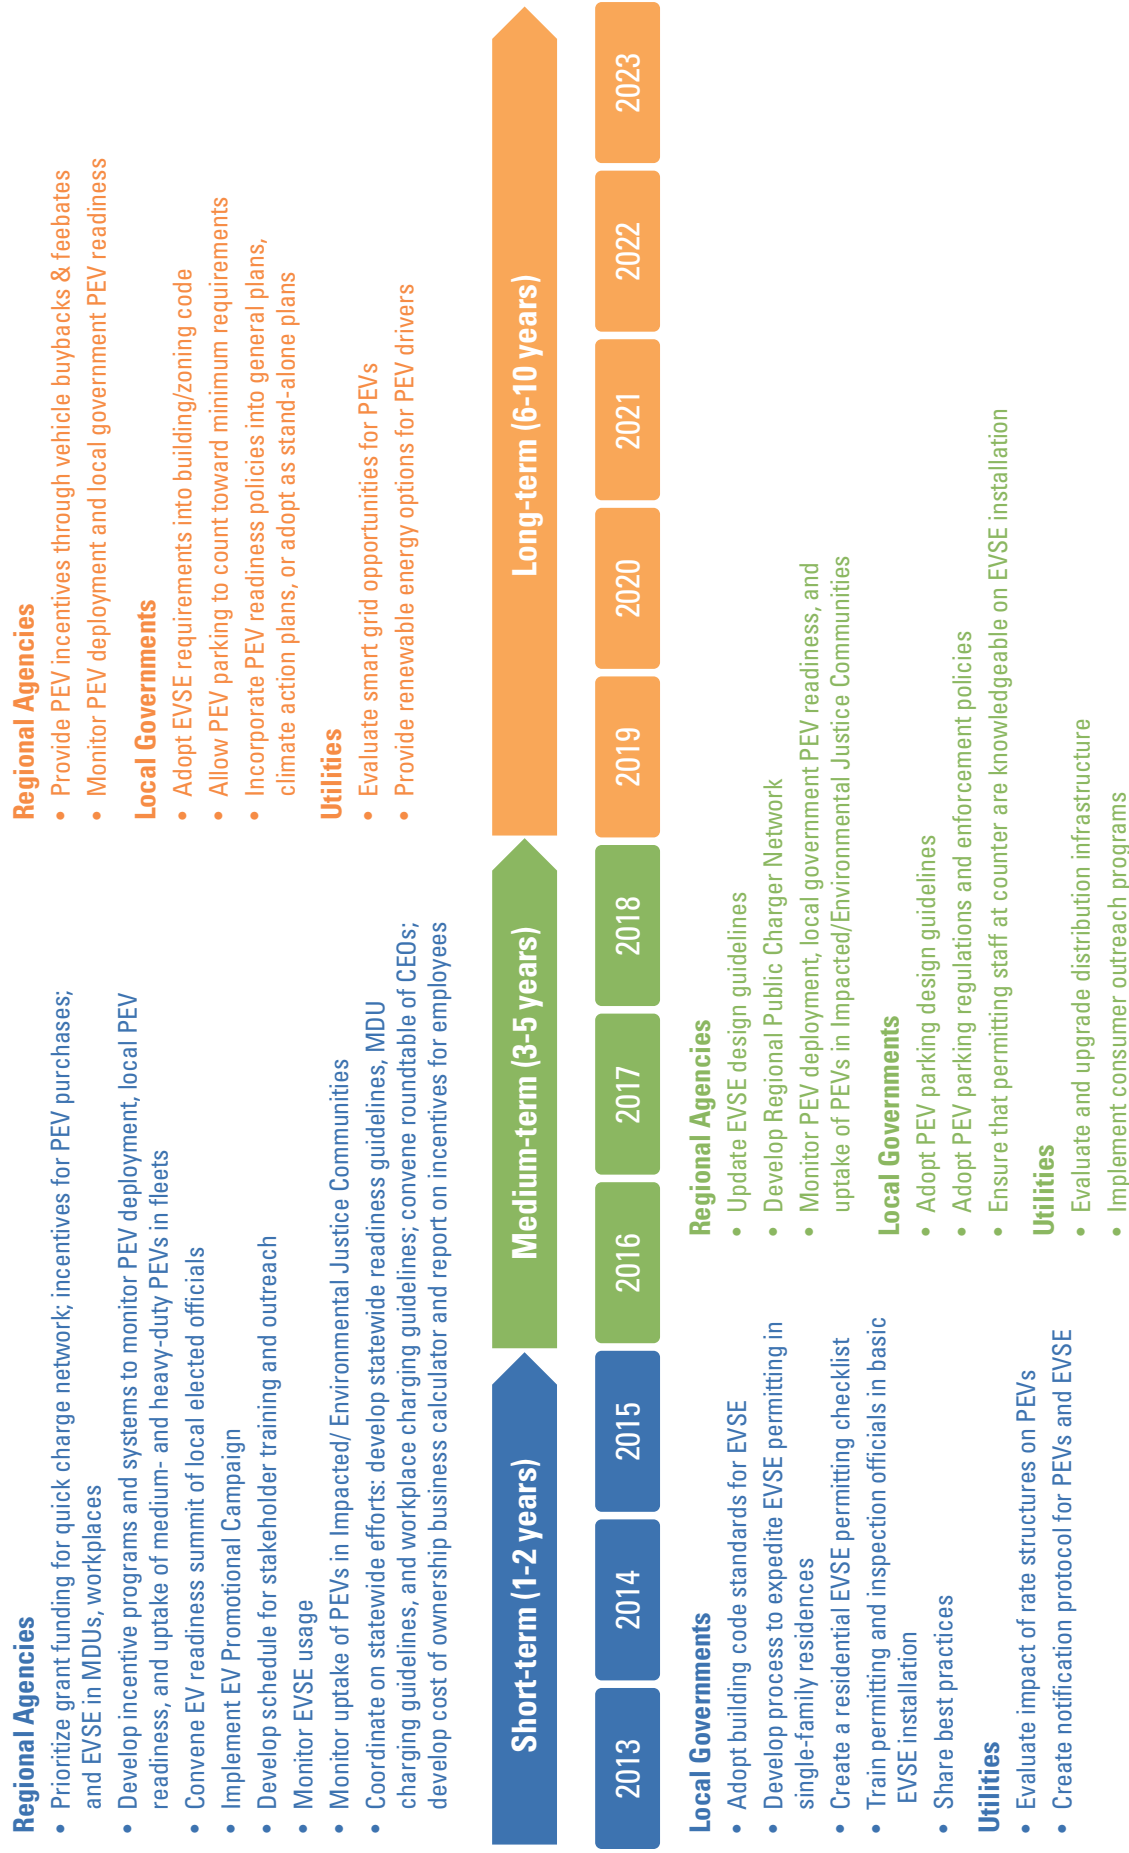 Regional Agencies
• Prioritize grant funding for quick charge network; incentives for PEV purchases;
and EVSE in MDUs, workplaces
• Develop incentive programs and systems to monitor PEV deployment, local PEV
readiness, and uptake of medium- and heavy-duty PEVs in fleets
• Convene EV readiness summit of local elected officials
• Implement EV Promotional Campaign
• Develop schedule for stakeholder training and outreach
• Monitor EVSE usage
• Monitor uptake of PEVs in Impacted/ Environmental Justice Communities
• Coordinate on statewide efforts: develop statewide readiness guidelines, MDU
charging guidelines, and workplace charging guidelines; convene roundtable of CEOs;
develop cost of ownership business calculator and report on incentives for employees
Regional Agencies
• Provide PEV incentives through vehicle buybacks & feebates
• Monitor PEV deployment and local government PEV readiness
Local Governments
• Adopt EVSE requirements into building/zoning code
• Allow PEV parking to count toward minimum requirements
• Incorporate PEV readiness policies into general plans,
climate action plans, or adopt as stand-alone plans
Utilities
• Evaluate smart grid opportunities for PEVs
• Provide renewable energy options for PEV drivers
Short-term (1-2 years)
Medium-term (3-5 years)
Long-term (6-10 years)
2013
2014
2015
2016
2017
2018
2019
2020
2021
2022
2023
Local Governments
• Adopt building code standards for EVSE
• Develop process to expedite EVSE permitting in
single-family residences
• Create a residential EVSE permitting checklist
• Train permitting and inspection officials in basic
EVSE installation
• Share best practices
Utilities
• Evaluate impact of rate structures on PEVs
• Create notification protocol for PEVs and EVSE
Regional Agencies
• Update EVSE design guidelines
• Develop Regional Public Charger Network
• Monitor PEV deployment, local government PEV readiness, and
uptake of PEVs in Impacted/Environmental Justice Communities
Local Governments
• Adopt PEV parking design guidelines
• Adopt PEV parking regulations and enforcement policies
• Ensure that permitting staff at counter are knowledgeable on EVSE installation
Utilities
• Evaluate and upgrade distribution infrastructure
• Implement consumer outreach programs